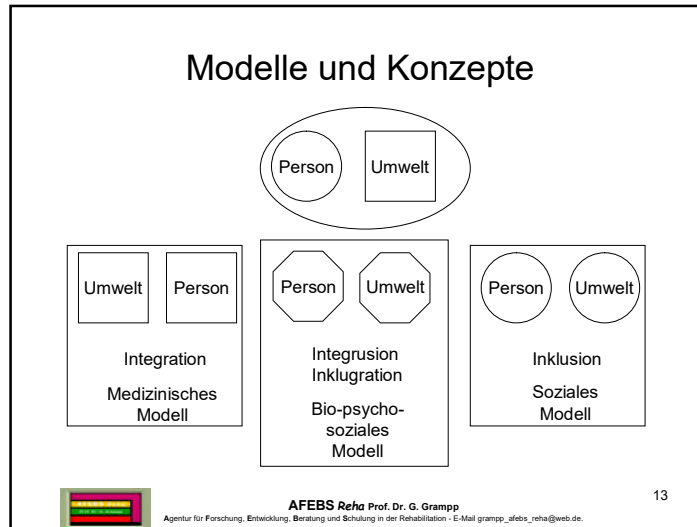 Modelle und Konzepte
Person
Umwelt
Umwelt
Person
Integration
Medizinisches
Modell
Person
Umwelt
Integrusion
Inklugration
Bio-psycho-
soziales
Modell
Person
Umwelt
Inklusion
Soziales
Modell
AFEBS Reha Prof. Dr. G. Grampp
Agentur für Forschung, Entwicklung, Beratung und Schulung in der Rehabilitation - E-Mail grampp_afebs_reha@web.de.
13